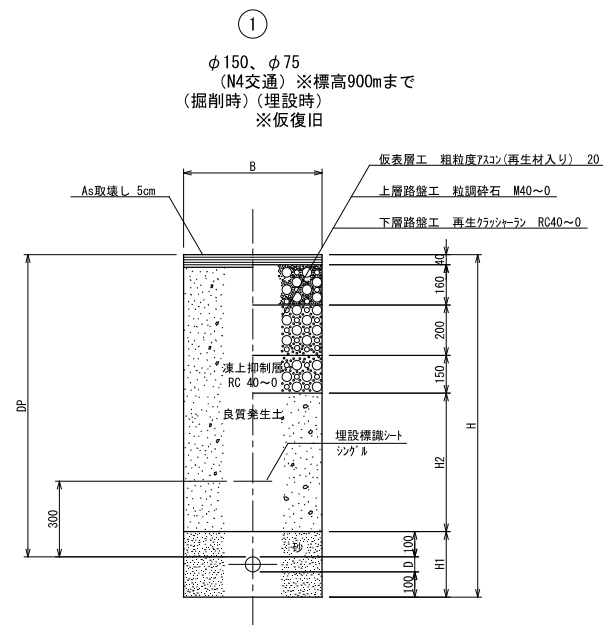 1
φ150、φ75
(N4交通) ※標高900mまで
(掘削時) (埋設時)
※仮復旧
B
仮表層工 粗粒度アスコン(再生材入り) 20
As取壊し 5cm
上層路盤工 粒調砕石 M40～0
下層路盤工 再生クラッシャーラン RC40～0
40
160
200
150
凍上抑制層
RC 40～0
良質発生土
DP
H
埋設標識シート
シングル
H2
300
砂
100
D
100
H1